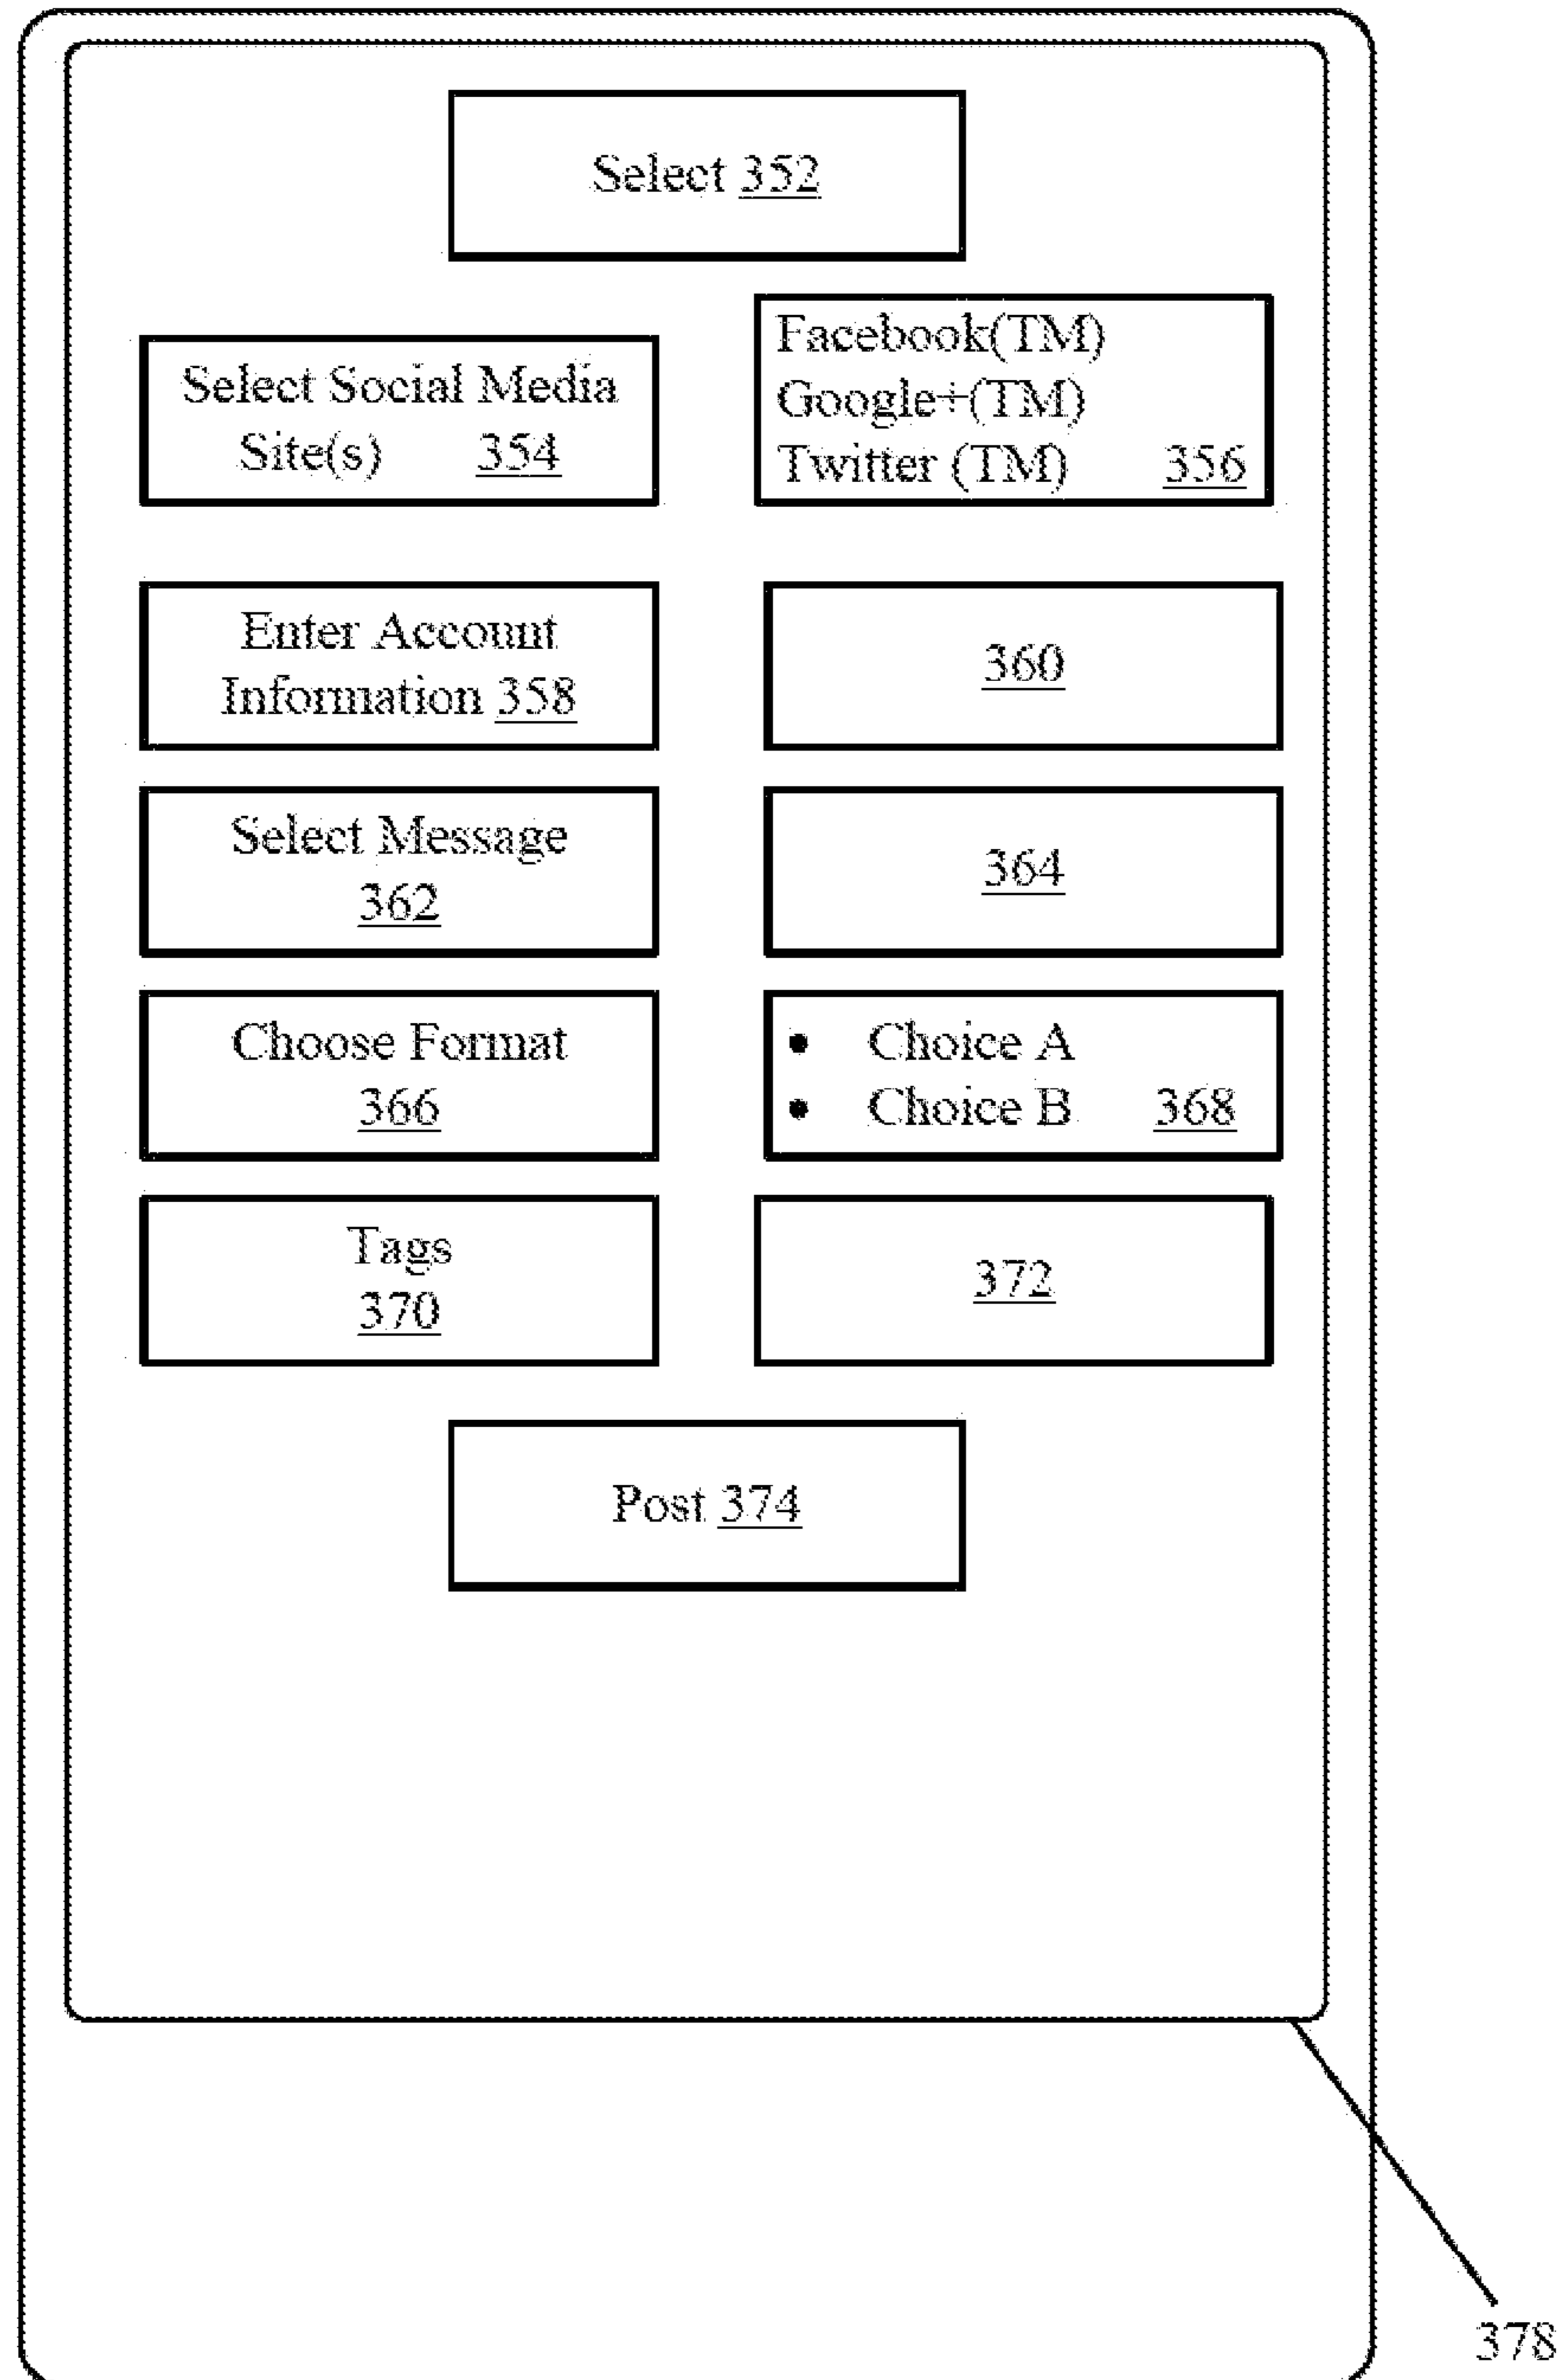 Select 352
Select Social Media
Site(s) 354
Facebook(TM)
Google+(TM)
Twitter (TM) 356
Enter Account
Information 358
360
Select Message
362
364
Choose Format
366
• Choice A
• Choice B 368
Tags
370
372
Post 374
378